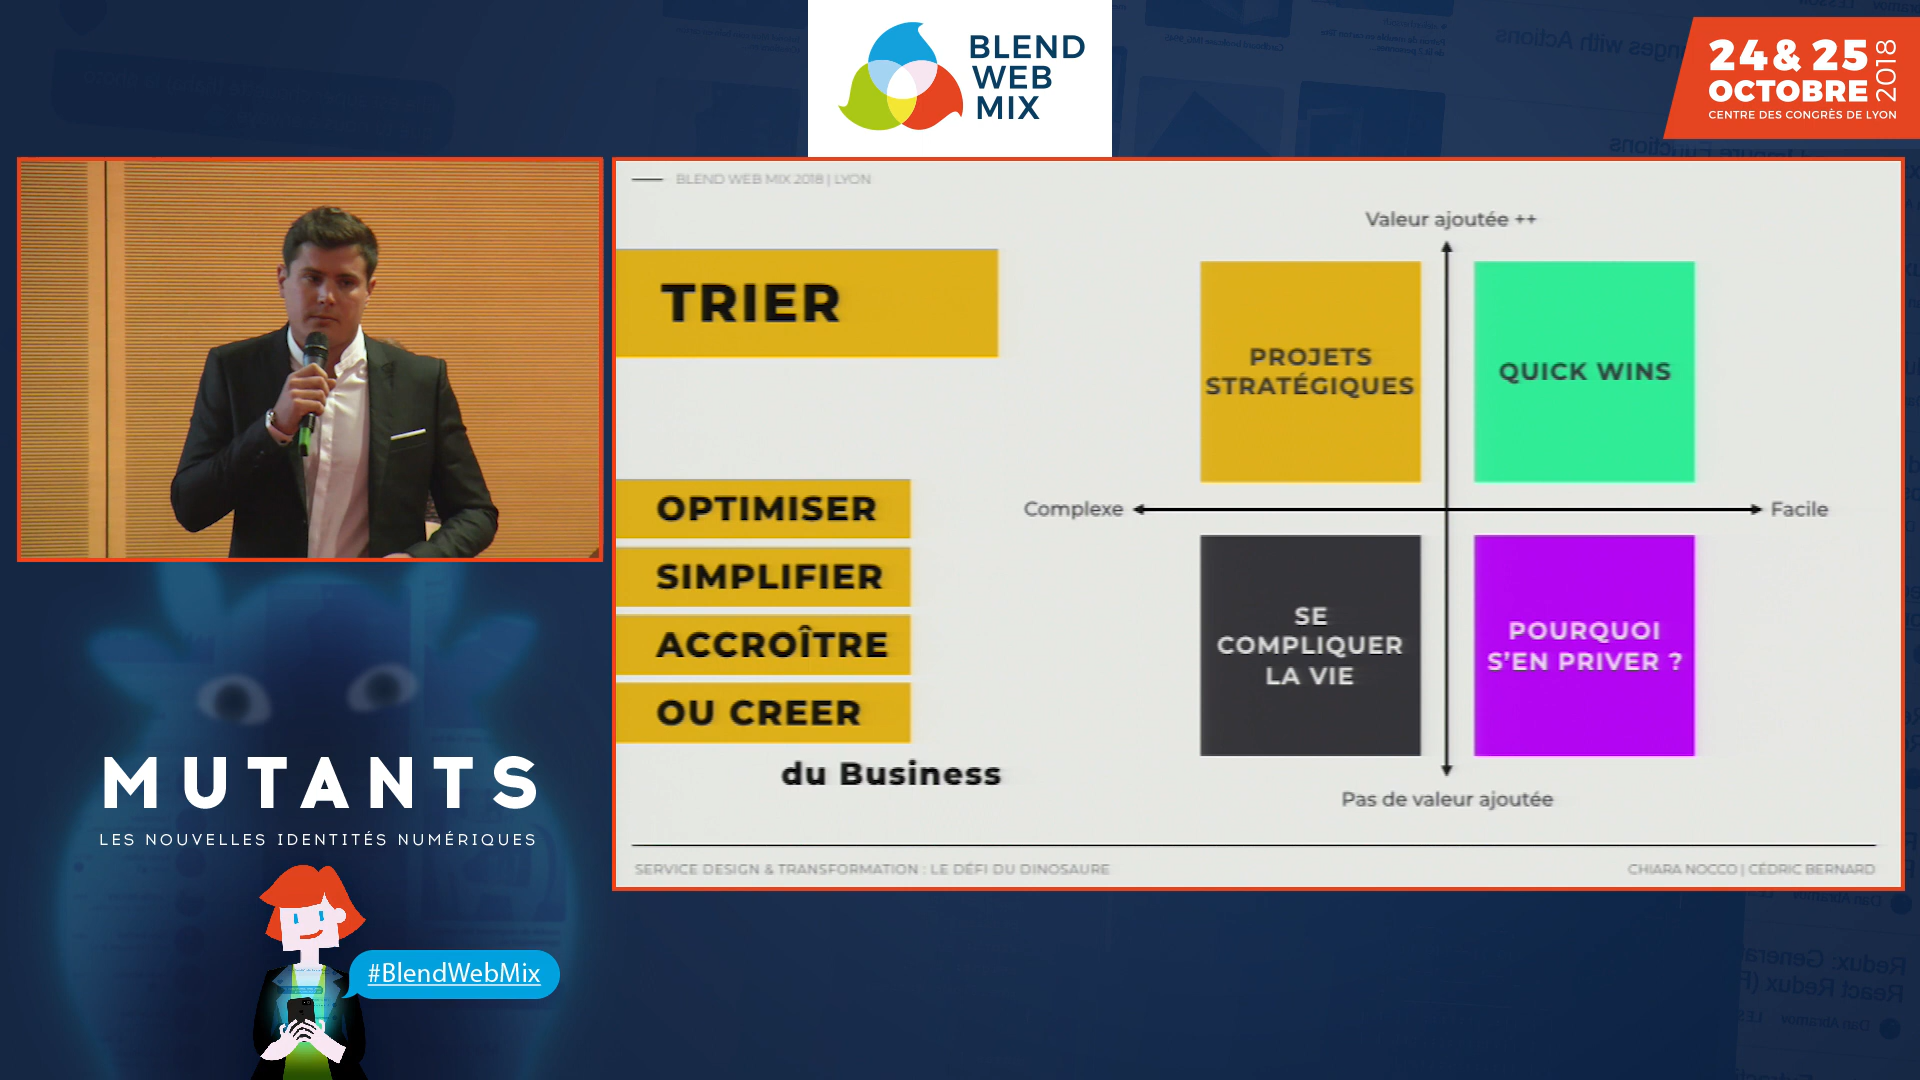 BLEND
WEB
MIX
24 & 25
OCTOBRE
2018
CENTRE DES CONGRÈS DE LYON
BLEND WEB MIX 2018 | LYON
TRIER
OPTIMISER
SIMPLIFIER
ACCROÎTRE
OU CREER
du Business
Valeur ajoutée ++
PROJETS
STRATÉGIQUES
QUICK WINS
Complexe
Facile
SE
COMPLIQUER
LA VIE
POURQUOI
S'EN PRIVER ?
Pas de valeur ajoutée
SERVICE DESIGN & TRANSFORMATION : LE DÉFI DU DINOSAURE
CHIARA NOCCO | CÉDRIC BERNARD
MUTANTS
LES NOUVELLES IDENTITÉS NUMÉRIQUES
#BlendWebMix